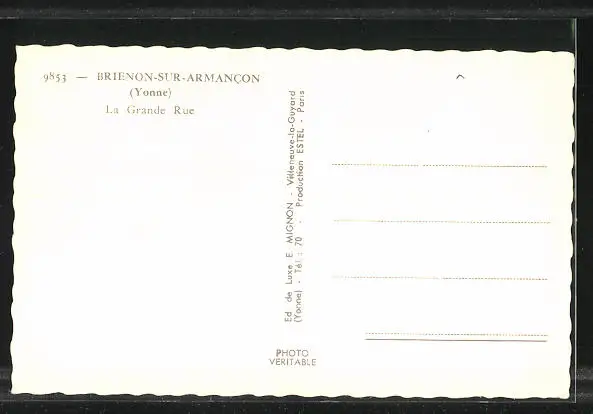 9853 — BRIENON-SUR-ARMANÇON
(Yonne)
La Grande Rue
Ed de Luxe E MIGNON - Villeneuve-la-Guyard
(Yonne) - Tél. : 70 - Production ESTEL - Paris
PHOTO
VERITABLE